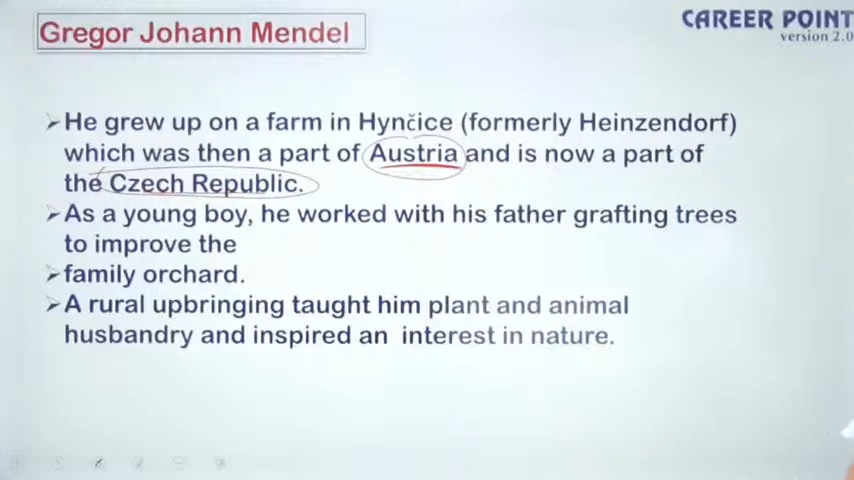 Gregor Johann Mendel
CAREER POINT
version 2.0
➢He grew up on a farm in Hynčice (formerly Heinzendorf)
which was then a part of Austria and is now a part of
the Czech Republic.
➢As a young boy, he worked with his father grafting trees
to improve the
➢family orchard.
➢A rural upbringing taught him plant and animal
husbandry and inspired an interest in nature.